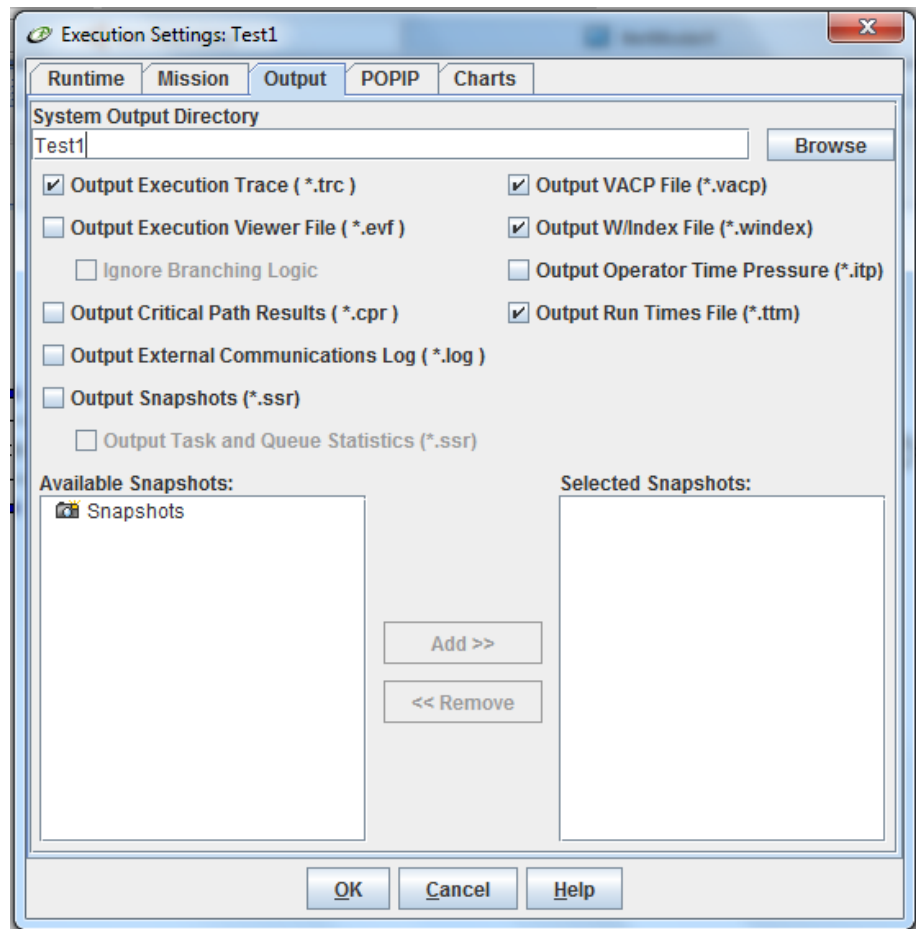 Execution Settings: Test1
Runtime Mission Output POPIP Charts
System Output Directory
Test1 Browse
Output Execution Trace ( *.trc ) Output VACP File (*.vacp)
Output Execution Viewer File ( *.evf ) Output W/Index File (*.windex)
Ignore Branching Logic Output Operator Time Pressure (*.itp)
Output Critical Path Results ( *.cpr ) Output Run Times File (*.ttm)
Output External Communications Log ( *.log )
Output Snapshots (*.ssr)
Output Task and Queue Statistics (*.ssr)
Available Snapshots: Selected Snapshots:
Snapshots
Add >>
<< Remove
OK Cancel Help